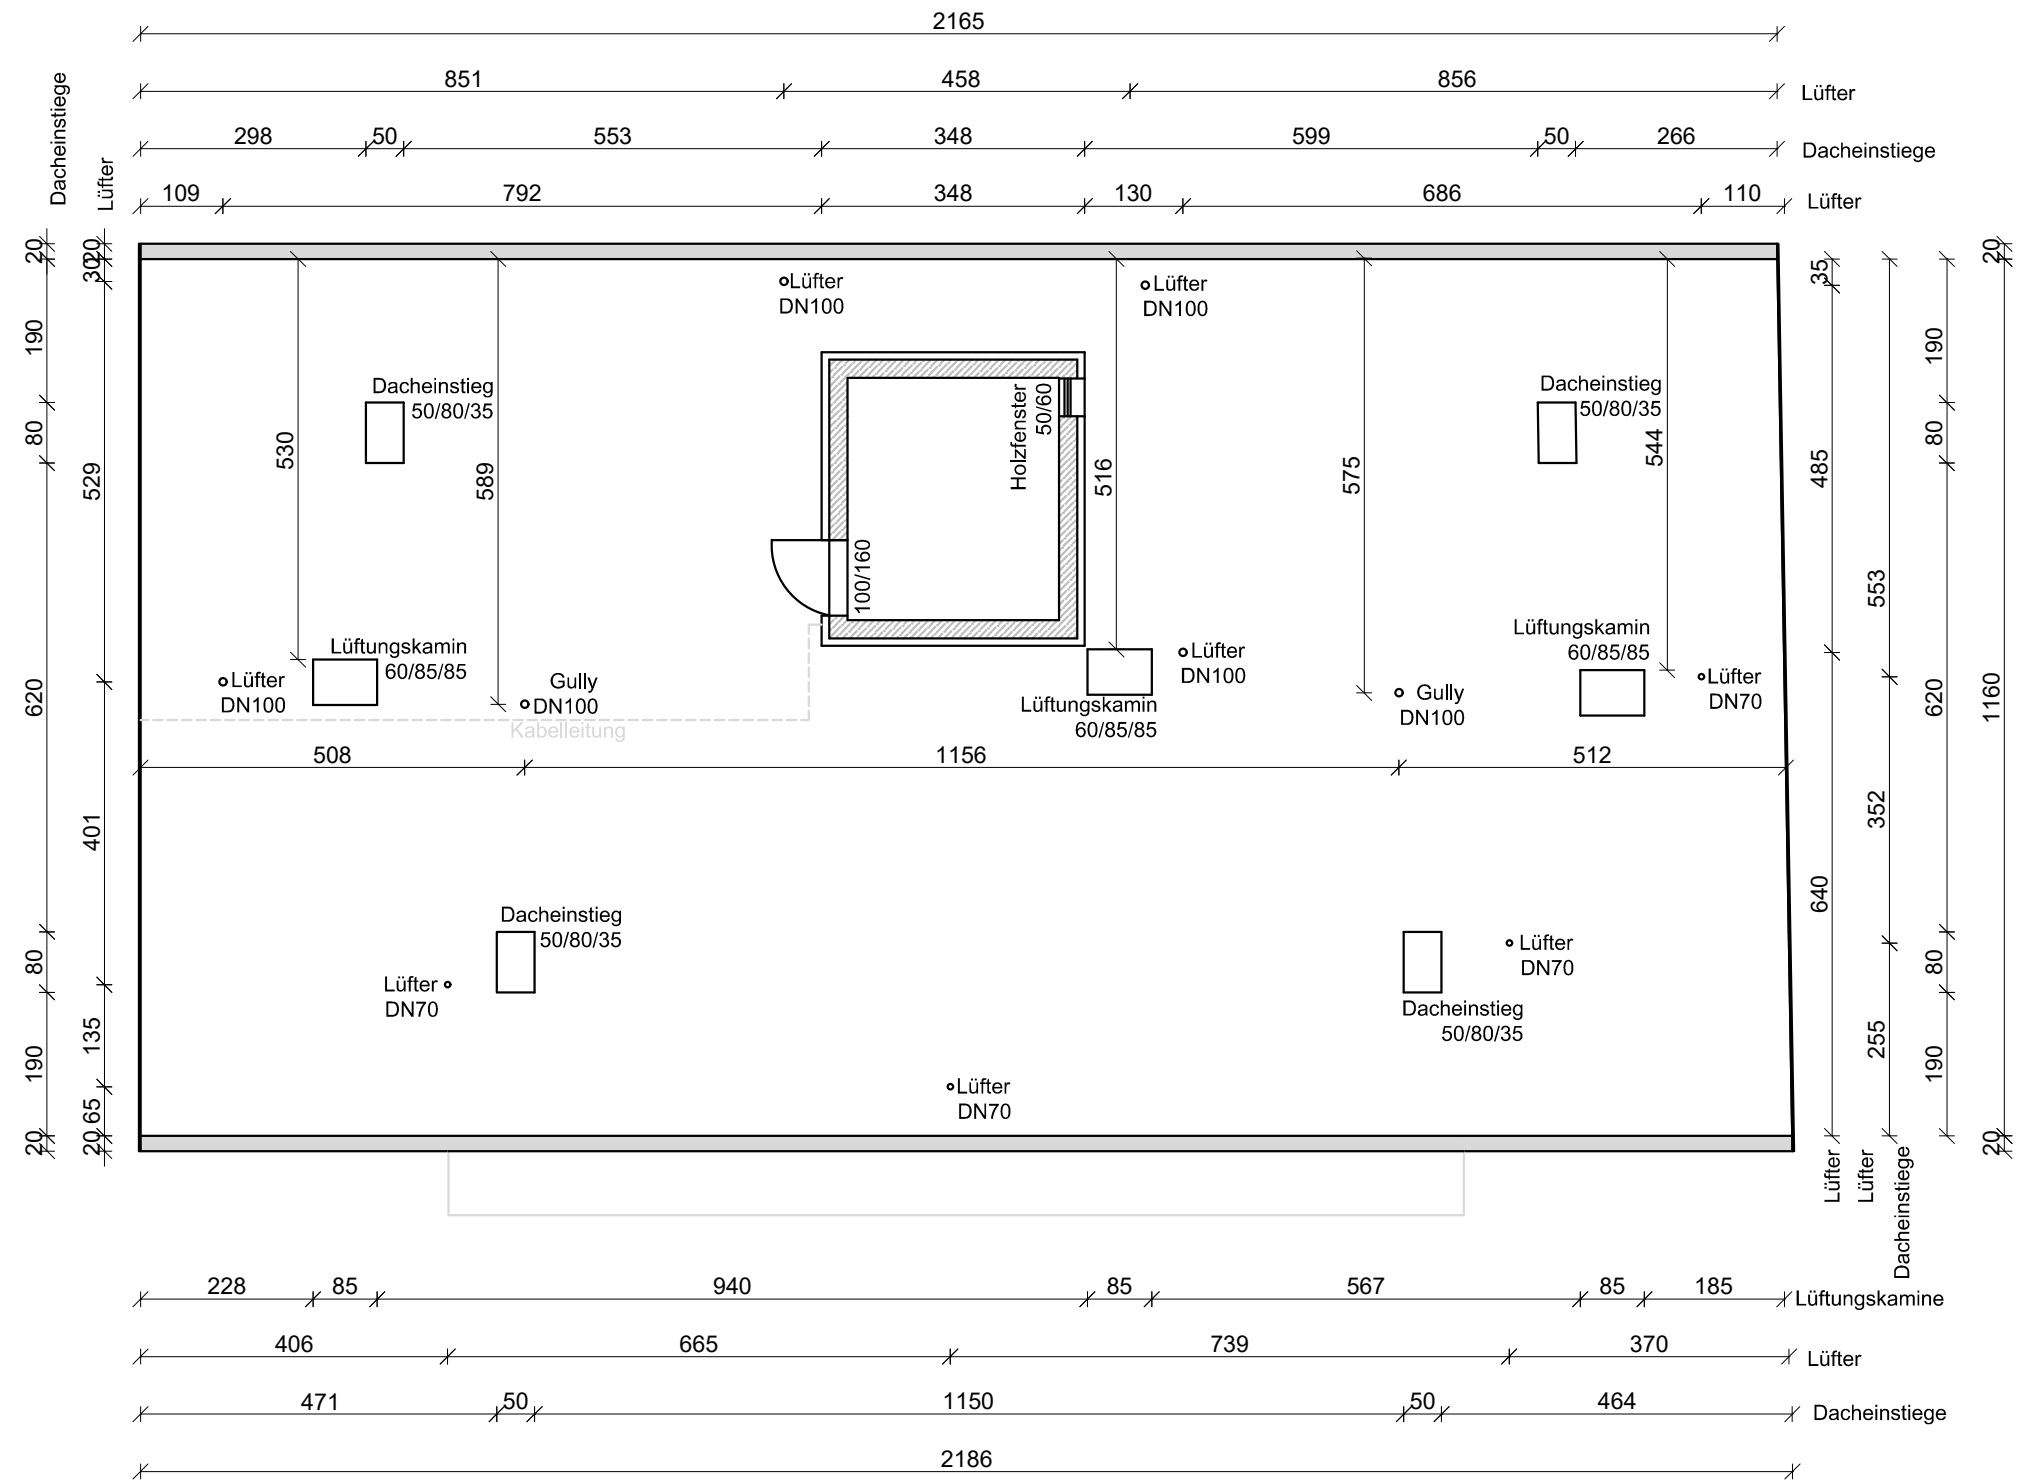 2165
851 458 856 Lüfter
298 50 553 348 599 50 266 Dacheinstiege
109 792 348 130 686 110 Lüfter
Dacheinstiege
20 190 80 620 80 190 20
Lüfter
20 30 529 401 135 65 20
Lüfter
DN100
Lüfter
DN100
Dacheinstieg
50/80/35
Holzfenster
50/60
100/160
Dacheinstieg
50/80/35
530
589
516
575
544
Lüftungskamin
60/85/85
Lüfter
DN100
Gully
DN100
Kabelleitung
Lüfter
DN100
Lüftungskamin
60/85/85
Lüftungskamin
60/85/85
Gully
DN100
Lüfter
DN70
508 1156 512
Dacheinstieg
50/80/35
Lüfter
DN70
Lüfter
DN70
Dacheinstieg
50/80/35
Lüfter
DN70
35 485 640
Lüfter
553 352 255
Lüfter
190 80 620 80 190
Dacheinstiege
20 1160 20
228 85 940 85 567 85 185 Lüftungskamine
406 665 739 370 Lüfter
471 50 1150 50 464 Dacheinstiege
2186